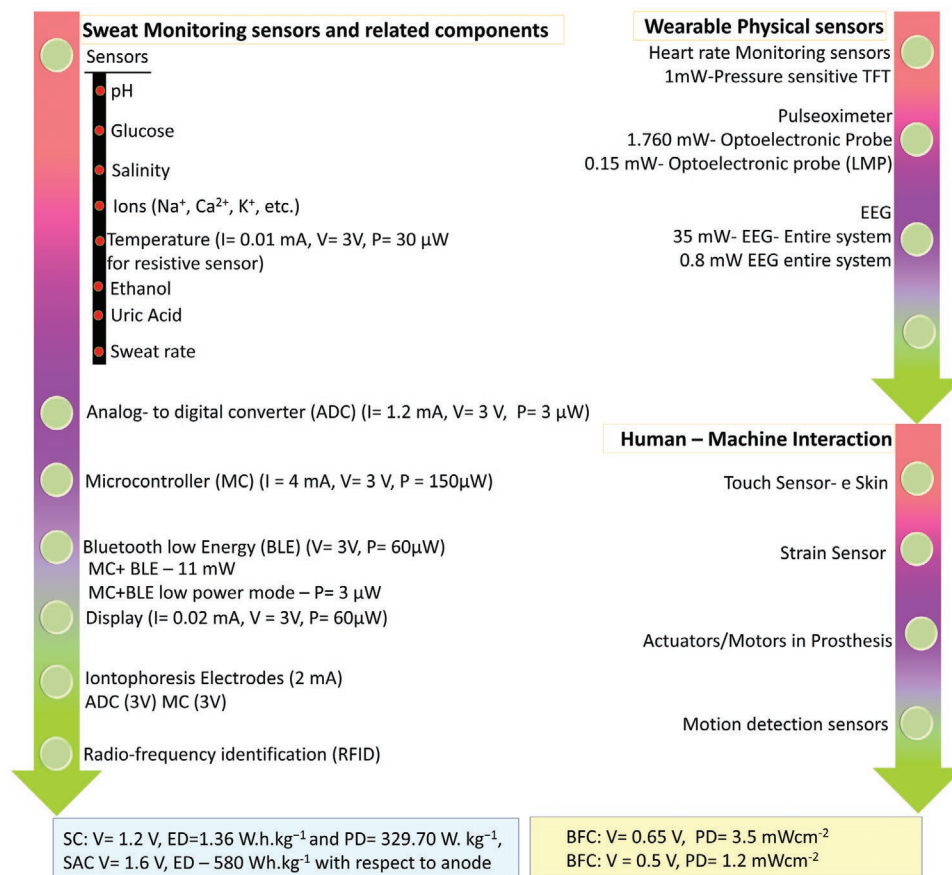 Sweat Monitoring sensors and related components
Sensors
pH
Glucose
Salinity
Ions (Na⁺, Ca²⁺, K⁺, etc.)
Temperature (I= 0.01 mA, V= 3V, P= 30 µW
for resistive sensor)
Ethanol
Uric Acid
Sweat rate
Analog- to digital converter (ADC) (I= 1.2 mA, V= 3 V, P= 3 µW)
Microcontroller (MC) (I = 4 mA, V= 3 V, P = 150µW)
Bluetooth low Energy (BLE) (V= 3V, P= 60µW)
MC+ BLE – 11 mW
MC+BLE low power mode – P= 3 µW
Display (I= 0.02 mA, V = 3V, P= 60µW)
Iontophoresis Electrodes (2 mA)
ADC (3V) MC (3V)
Radio-frequency identification (RFID)
Wearable Physical sensors
Heart rate Monitoring sensors
1mW-Pressure sensitive TFT
Pulseoximeter
1.760 mW- Optoelectronic Probe
0.15 mW- Optoelectronic probe (LMP)
EEG
35 mW- EEG- Entire system
0.8 mW EEG entire system
Human – Machine Interaction
Touch Sensor- e Skin
Strain Sensor
Actuators/Motors in Prosthesis
Motion detection sensors
SC: V= 1.2 V, ED=1.36 W.h.kg⁻¹ and PD= 329.70 W. kg⁻¹,
SAC V= 1.6 V, ED – 580 Wh.kg⁻¹ with respect to anode
BFC: V= 0.65 V, PD= 3.5 mWcm⁻²
BFC: V = 0.5 V, PD= 1.2 mWcm⁻²